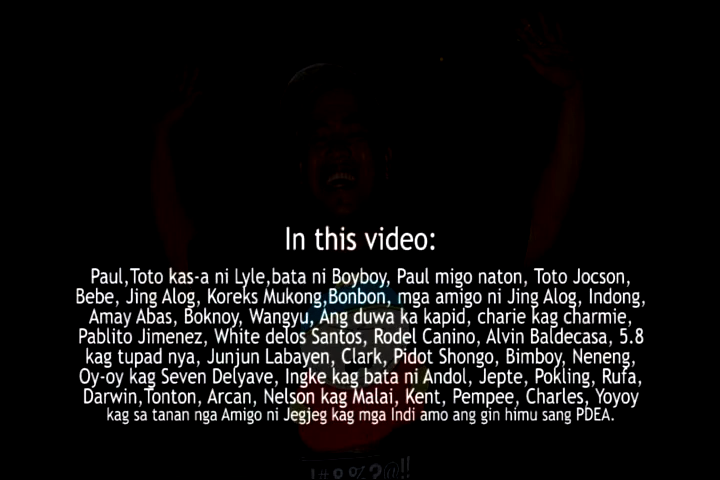 In this video:
Paul,Toto kas-a ni Lyle,bata ni Boyboy, Paul migo naton, Toto Jocson,
Bebe, Jing Alog, Koreks Mukong,Bonbon, mga amigo ni Jing Alog, Indong,
Amay Abas, Boknoy, Wangyu, Ang duwa ka kapid, charie kag charmie,
Pablito Jimenez, White delos Santos, Rodel Canino, Alvin Baldecasa, 5.8
kag tupad nya, Junjun Labayen, Clark, Pidot Shongo, Bimboy, Neneng,
Oy-oy kag Seven Delyave, Ingke kag bata ni Andol, Jepte, Pokling, Rufa,
Darwin,Tonton, Arcan, Nelson kag Malai, Kent, Pempee, Charles, Yoyoy
kag sa tanan nga Amigo ni Jegjeg kag mga Indi amo ang gin himu sang PDEA.
!#%?@!!